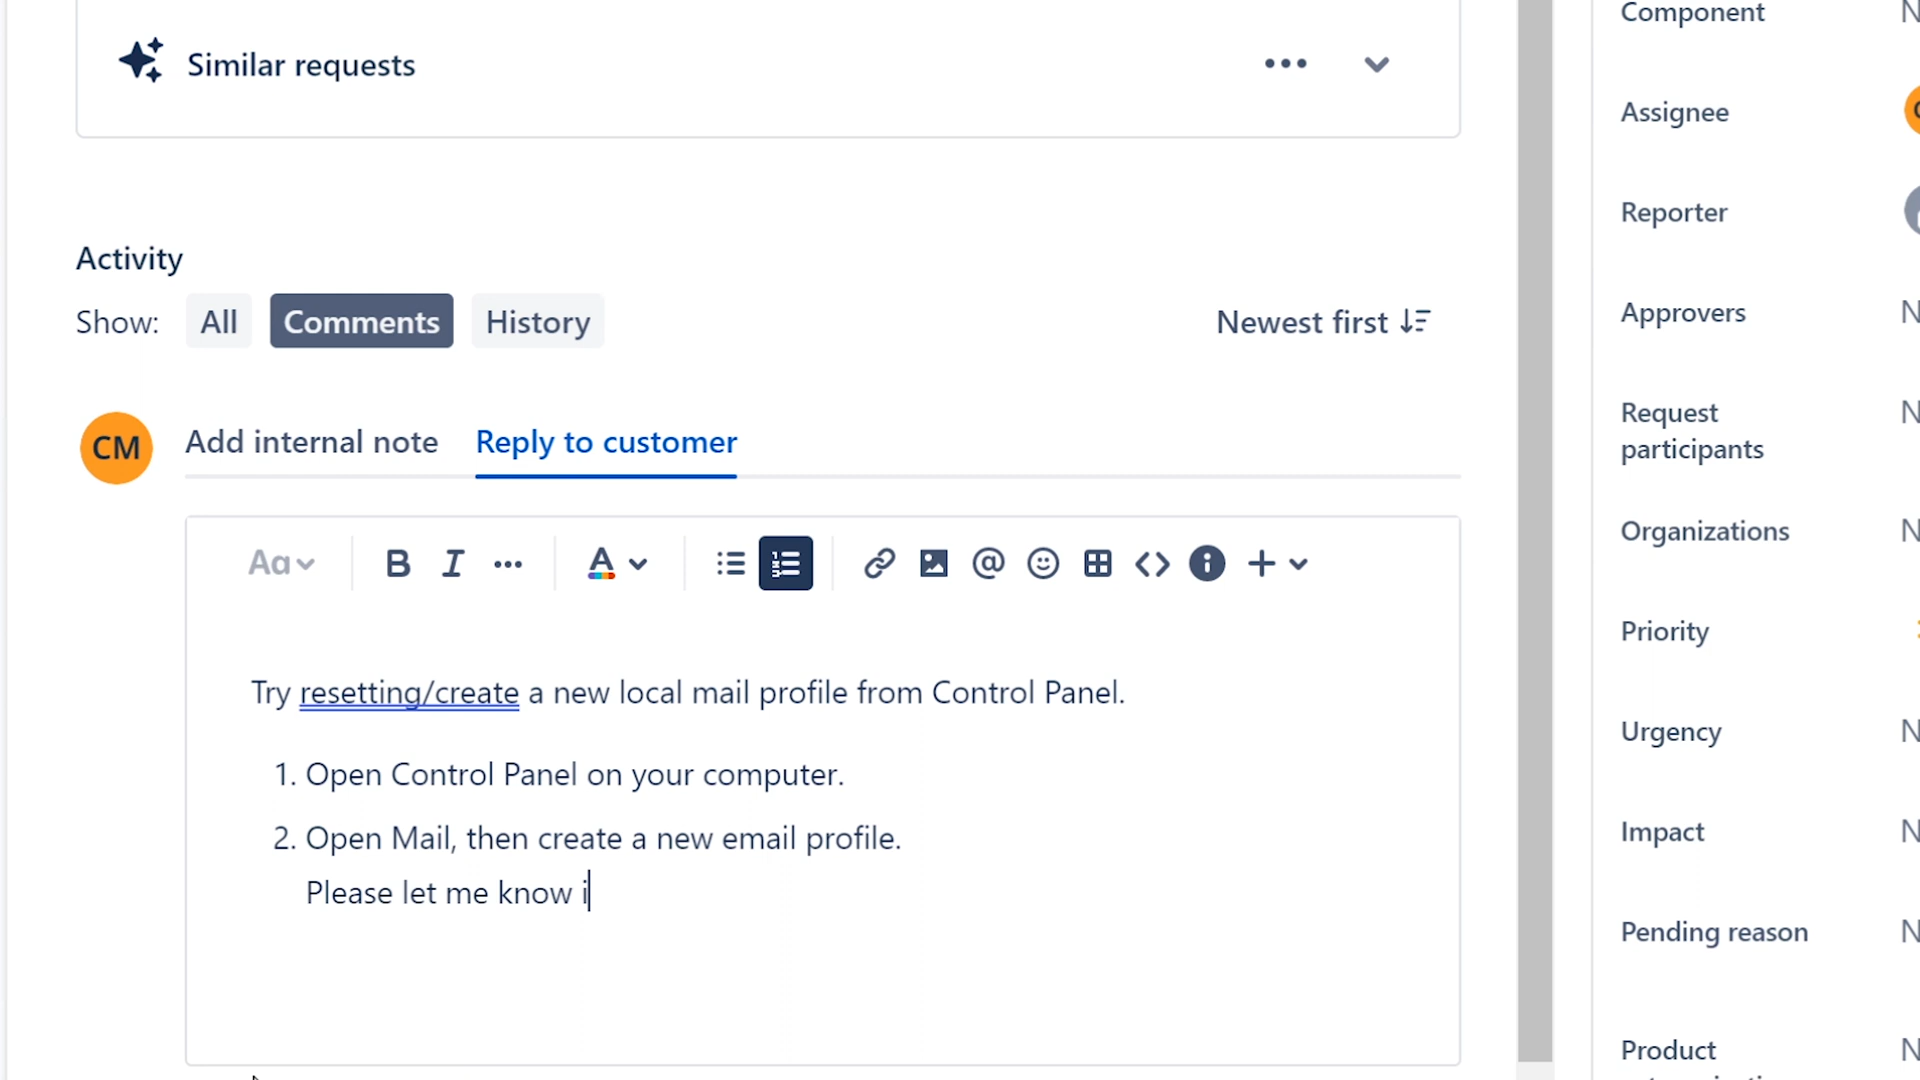 Similar requests
Component
Assignee
Reporter
Activity
Show: All Comments History Newest first
Approvers
Request
participants
CM Add internal note Reply to customer
Organizations
Aa B I A @
Priority
Try resetting/create a new local mail profile from Control Panel.
Urgency
1. Open Control Panel on your computer.
2. Open Mail, then create a new email profile.
Impact
Please let me know i
Pending reason
Product